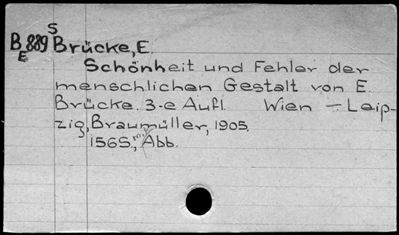 S
B 889 Brücke, E.
E
Schönheit und Fehler der
menschlichen Gestalt von E.
Brücke. 3-e Aufl. Wien – Leip-
zig, Braumüller, 1905.
156S., m. Abb.